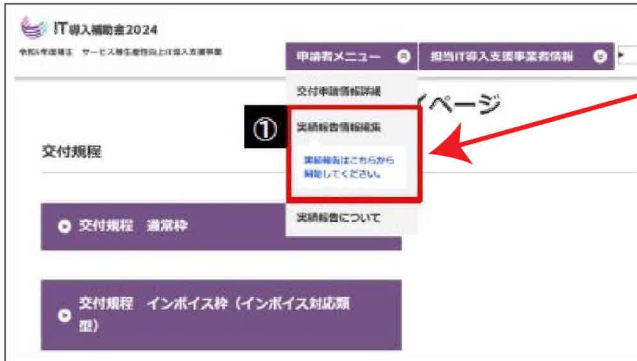 IT導入補助金2024
令和5年度補正 サービス等生産性向上IT導入支援事業
申請者メニュー
担当IT導入支援事業者情報
交付申請情報詳細
イページ
①
実績報告情報編集
実績報告はこちらから
開始してください。
交付規程
実績報告について
交付規程 通常枠
交付規程 インボイス枠（インボイス対応類
型）